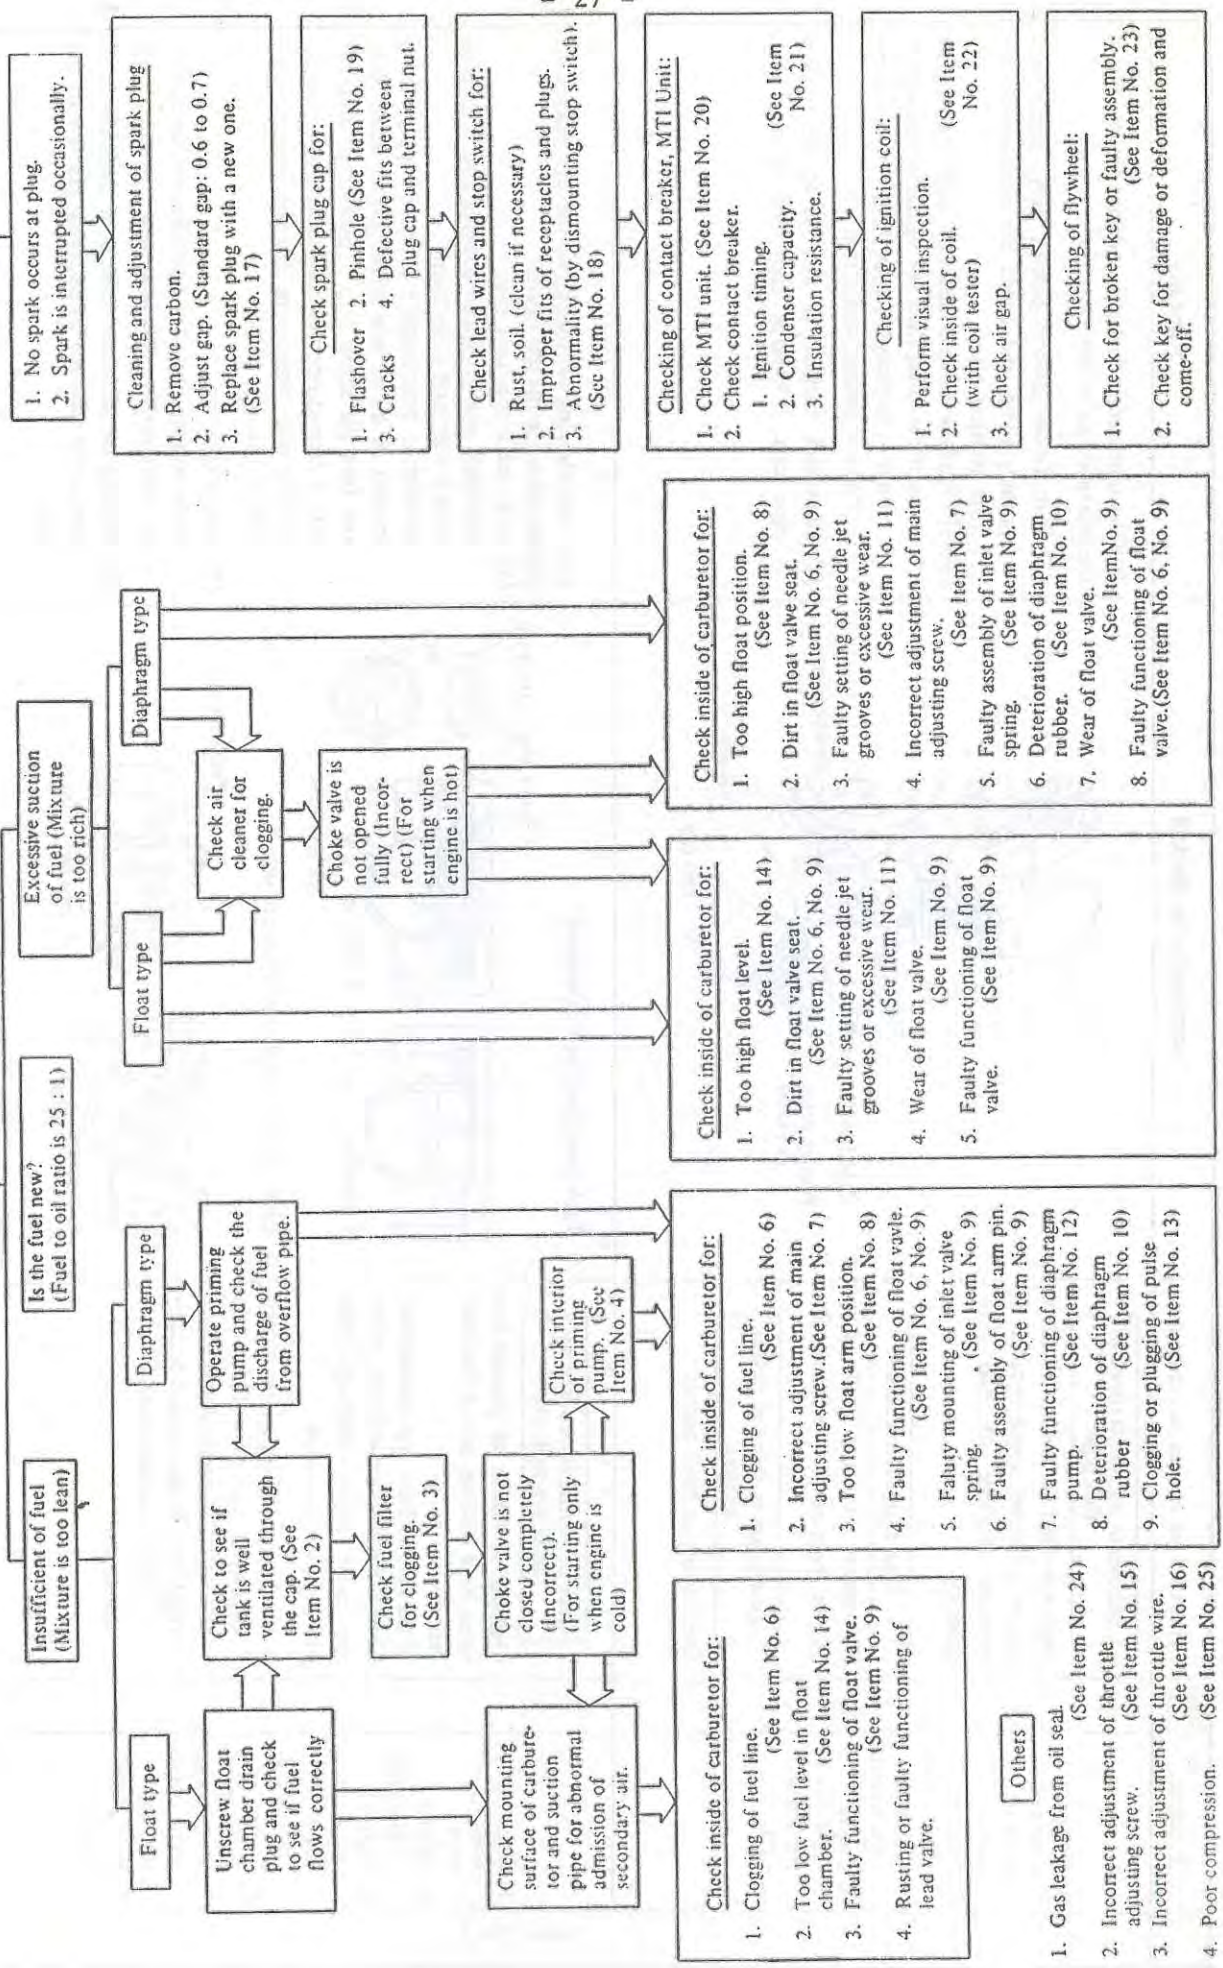 - 27 -
Insufficient of fuel
(Mixture is too lean)
Float type
Unscrew float
chamber drain
plug and check
to see if fuel
flows correctly
Check to see if
tank is well
ventilated through
the cap. (See
Item No. 2)
Check fuel filter
for clogging.
(See Item No. 3)
Choke valve is not
closed completely
(Incorrect).
(For starting only
when engine is
cold)
Check mounting
surface of carbure-
tor and suction
pipe for abnormal
admission of
secondary air.
Diaphragm type
Operate priming
pump and check the
discharge of fuel
from overflow pipe.
Check interior
of priming
pump. (See
Item No. 4)
Check inside of carburetor for:
1. Clogging of fuel line.
(See Item No. 6)
2. Too low fuel level in float
chamber. (See Item No. 14)
3. Faulty functioning of float valve.
(See Item No. 9)
4. Rusting or faulty functioning of
lead valve.
Check inside of carburetor for:
1. Clogging of fuel line.
(See Item No. 6)
2. Incorrect adjustment of main
adjusting screw.(See Item No. 7)
3. Too low float arm position.
(See Item No. 8)
4. Faulty functioning of float vavle.
(See Item No. 6, No. 9)
5. Faluty mounting of inlet valve
spring. (See Item No. 9)
6. Faulty assembly of float arm pin.
(See Item No. 9)
7. Faulty functioning of diaphragm
pump. (See Item No. 12)
8. Deterioration of diaphragm
rubber (See Item No. 10)
9. Clogging or plugging of pulse
hole. (See Item No. 13)
Others
1. Gas leakage from oil seal.
(See Item No. 24)
2. Incorrect adjustment of throttle
adjusting screw. (See Item No. 15)
3. Incorrect adjustment of throttle wire.
(See Item No. 16)
4. Poor compression. (See Item No. 25)
Is the fuel new?
(Fuel to oil ratio is 25 : 1)
Excessive suction
of fuel (Mixture
is too rich)
Float type
Diaphragm type
Check air
cleaner for
clogging.
Choke valve is
not opened
fully (Incor-
rect) (For
starting when
engine is hot)
Check inside of carburetor for:
1. Too high float level.
(See Item No. 14)
2. Dirt in float valve seat.
(See Item No. 6, No. 9)
3. Faulty setting of needle jet
grooves or excessive wear.
(See Item No. 11)
4. Wear of float valve.
(See Item No. 9)
5. Faulty functioning of float
valve. (See Item No. 9)
Check inside of carburetor for:
1. Too high float position.
(See Item No. 8)
2. Dirt in float valve seat.
(See Item No. 6, No. 9)
3. Faulty setting of needle jet
grooves or excessive wear.
(See Item No. 11)
4. Incorrect adjustment of main
adjusting screw.
(See Item No. 7)
5. Faulty assembly of inlet valve
spring. (See Item No. 9)
6. Deterioration of diaphragm
rubber. (See Item No. 10)
7. Wear of float valve.
(See ItemNo. 9)
8. Faulty functioning of float
valve.(See Item No. 6, No. 9)
1. No spark occurs at plug.
2. Spark is interrupted occasionally.
Cleaning and adjustment of spark plug
1. Remove carbon.
2. Adjust gap. (Standard gap: 0.6 to 0.7)
3. Replace spark plug with a new one.
(See Item No. 17)
Check spark plug cap for:
1. Flashover 2. Pinhole (See Item No. 19)
3. Cracks 4. Defective fits between
plug cap and terminal nut.
Check lead wires and stop switch for:
1. Rust, soil. (clean if necessary)
2. Improper fits of receptacles and plugs.
3. Abnormality (by dismounting stop switch).
(See Item No. 18)
Checking of contact breaker, MTI Unit:
1. Check MTI unit. (See Item No. 20)
2. Check contact breaker.
1. Ignition timing.
2. Condenser capacity. (See Item
3. Insulation resistance. No. 21)
Checking of ignition coil:
1. Perform visual inspection.
2. Check inside of coil. (See Item
(with coil tester) No. 22)
3. Check air gap.
Checking of flywheel:
1. Check for broken key or faulty assembly.
(See Item No. 23)
2. Check key for damage or deformation and
come-off.